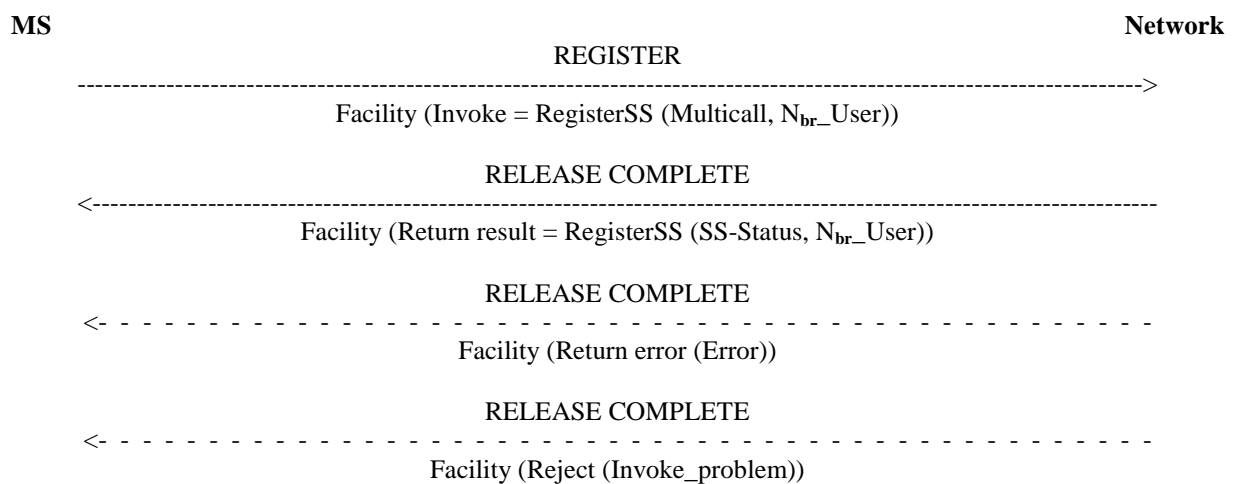 MS Network
REGISTER
Facility (Invoke = RegisterSS (Multicall, Nbr_User))
RELEASE COMPLETE
Facility (Return result = RegisterSS (SS-Status, Nbr_User))
RELEASE COMPLETE
Facility (Return error (Error))
RELEASE COMPLETE
Facility (Reject (Invoke_problem))